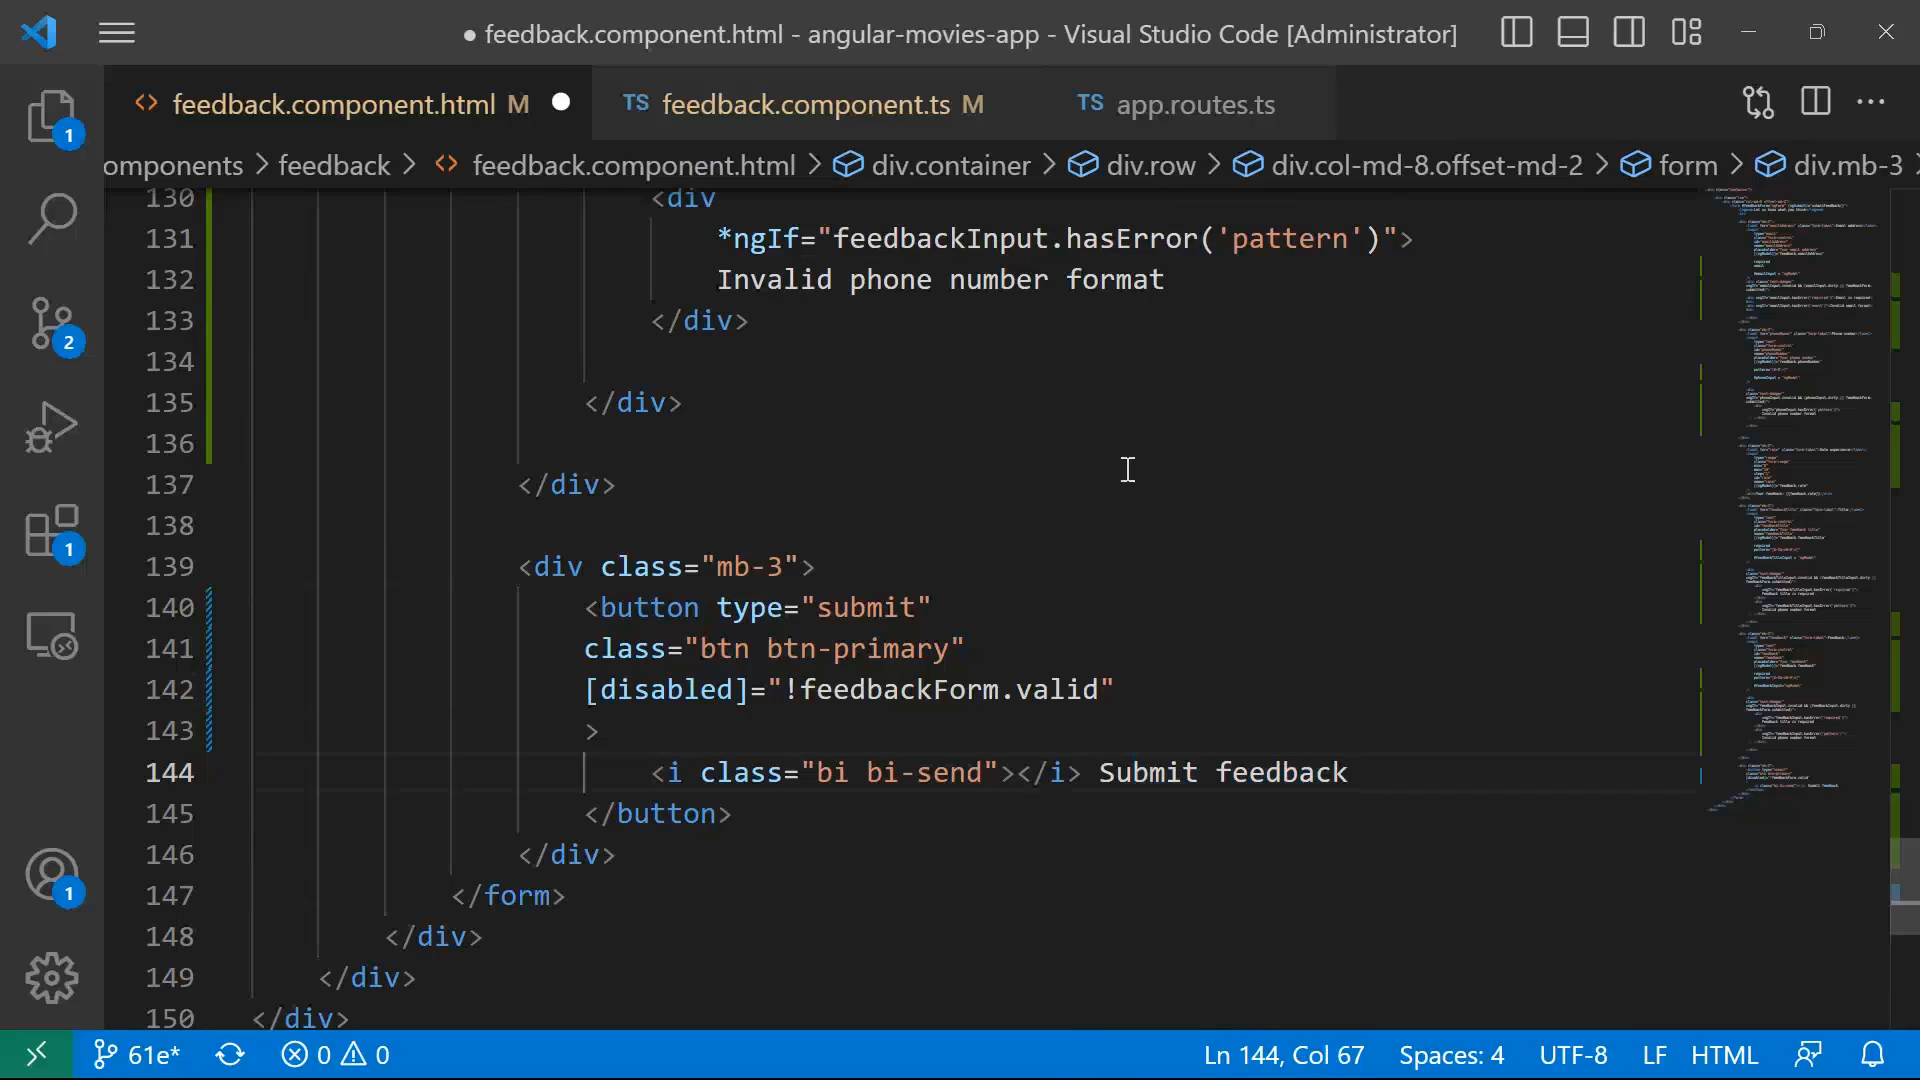 ● feedback.component.html - angular-movies-app - Visual Studio Code [Administrator]
<> feedback.component.html M ● TS feedback.component.ts M TS app.routes.ts
omponents > feedback > <> feedback.component.html > div.container > div.row > div.col-md-8.offset-md-2 > form > div.mb-3 >
130 <div
131 *ngIf="feedbackInput.hasError('pattern')">
132 Invalid phone number format
133 </div>
134
135 </div>
136
137 </div>
138
139 <div class="mb-3">
140 <button type="submit"
141 class="btn btn-primary"
142 [disabled]="!feedbackForm.valid"
143 >
144 <i class="bi bi-send"></i> Submit feedback
145 </button>
146 </div>
147 </form>
148 </div>
149 </div>
150 </div>
1
2
1
1
61e* 0 0 Ln 144, Col 67 Spaces: 4 UTF-8 LF HTML